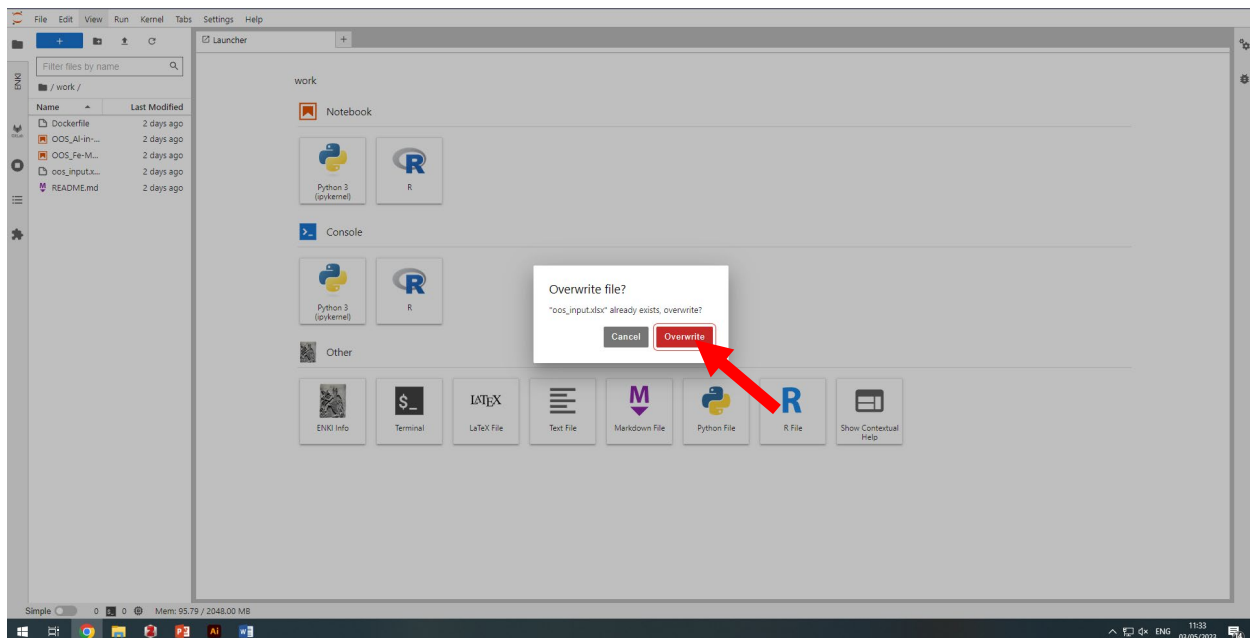 File Edit View Run Kernel Tabs Settings Help
Launcher
Filter files by name
ENKI
/ work /
Name Last Modified
Dockerfile 2 days ago
OOS_Al-in-... 2 days ago
OOS_Fe-M... 2 days ago
oos_input.x... 2 days ago
README.md 2 days ago
work
Notebook
Python 3
(ipykernel)
R
Console
Python 3
(ipykernel)
R
Overwrite file?
"oos_input.xlsx" already exists, overwrite?
Cancel Overwrite
Other
ENKI Info
$_
Terminal
LATEX
LaTeX File
Text File
M
Markdown File
Python File
R
R File
Show Contextual
Help
Simple 0 0 Mem: 95.79 / 2048.00 MB
Ai
ENG
11:33